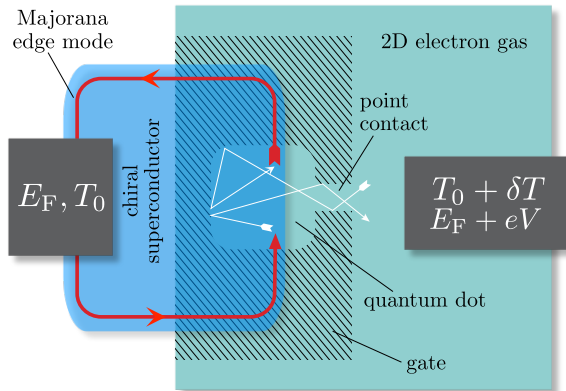 Majorana
edge mode
2D electron gas
point
contact
chiral
superconductor
E_F, T_0
T_0 + δT
E_F + eV
quantum dot
gate